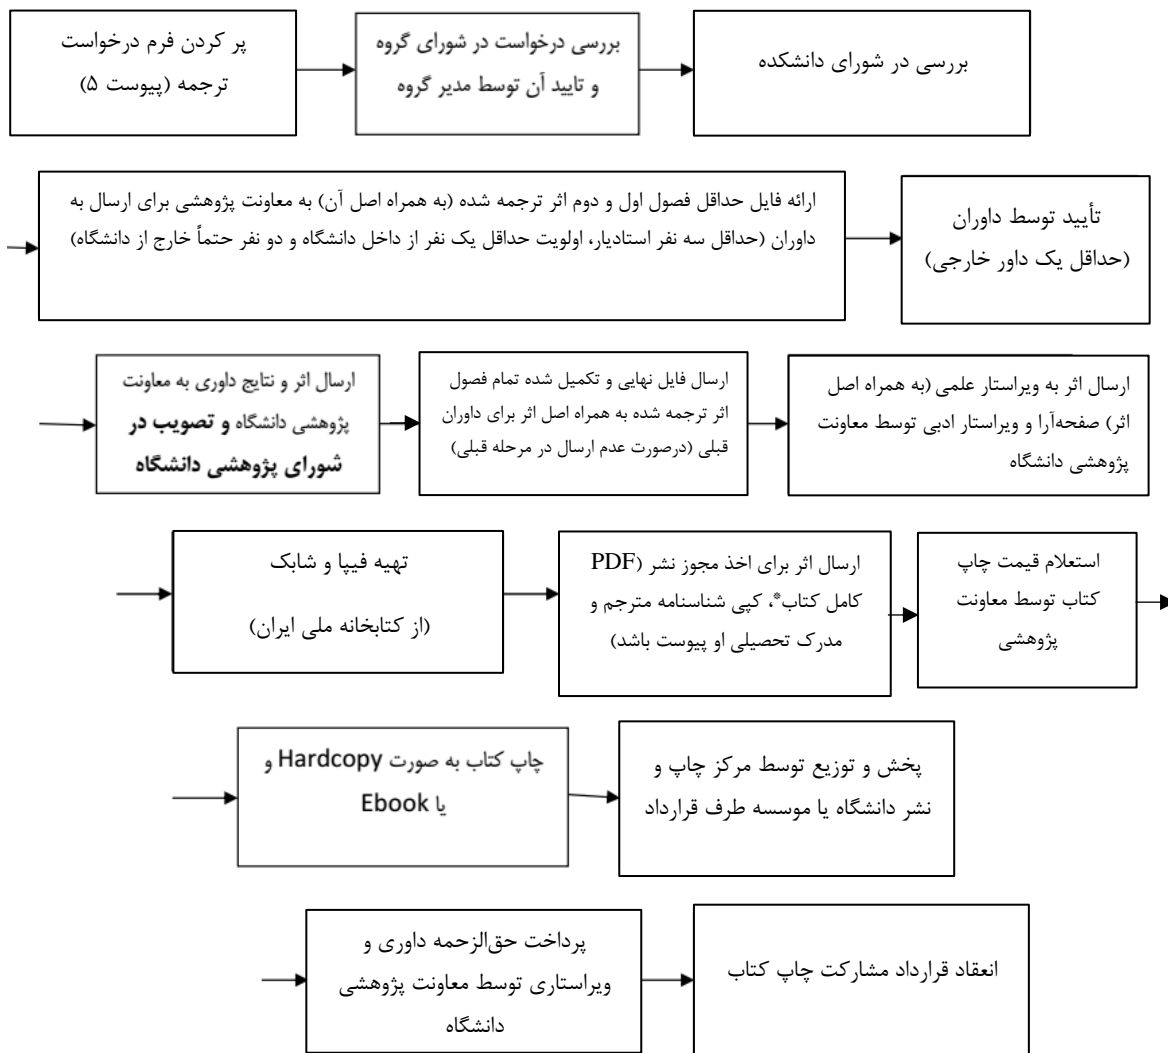 پر کردن فرم درخواست
ترجمه (پیوست ۵)
بررسی درخواست در شورای گروه
و تایید آن توسط مدیر گروه
بررسی در شورای دانشکده
ارائه فایل حداقل فصول اول و دوم اثر ترجمه شده (به همراه اصل آن) به معاونت پژوهشی برای ارسال به
داوران (حداقل سه نفر استادیار، اولویت حداقل یک نفر از داخل دانشگاه و دو نفر حتماً خارج از دانشگاه)
تأیید توسط داوران
(حداقل یک داور خارجی)
ارسال اثر و نتایج داوری به معاونت
پژوهشی دانشگاه و تصویب در
شورای پژوهشی دانشگاه
ارسال فایل نهایی و تکمیل شده تمام فصول
اثر ترجمه شده به همراه اصل اثر برای داوران
قبلی (درصورت عدم ارسال در مرحله قبلی)
ارسال اثر به ویراستار علمی (به همراه اصل
اثر) صفحه‌آرا و ویراستار ادبی توسط معاونت
پژوهشی دانشگاه
تهیه فیپا و شابک
(از کتابخانه ملی ایران)
ارسال اثر برای اخذ مجوز نشر (PDF
کامل کتاب*، کپی شناسنامه مترجم و
مدرک تحصیلی او پیوست باشد)
استعلام قیمت چاپ
کتاب توسط معاونت
پژوهشی
چاپ کتاب به صورت Hardcopy و
یا Ebook
پخش و توزیع توسط مرکز چاپ و
نشر دانشگاه یا موسسه طرف قرارداد
پرداخت حق‌الزحمه داوری و
ویراستاری توسط معاونت پژوهشی
دانشگاه
انعقاد قرارداد مشارکت چاپ کتاب